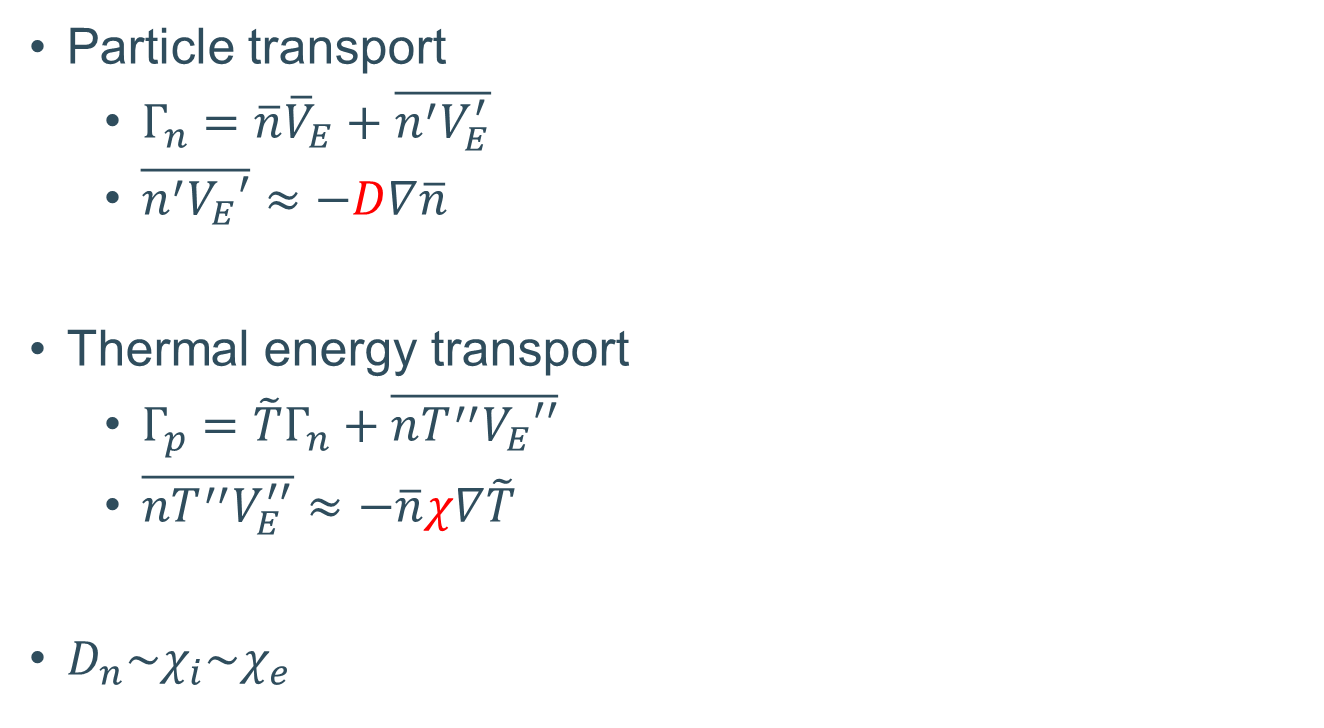 • Particle transport
• Γₙ = n̄V̄_E + \overline{n′V′_E}
• \overline{n′V_E′} ≈ −D∇n̄
• Thermal energy transport
• Γₚ = T̃Γₙ + \overline{nT′′V_E′′}
• \overline{nT′′V′′_E} ≈ −n̄χ∇T̃
• Dₙ~χᵢ~χₑ